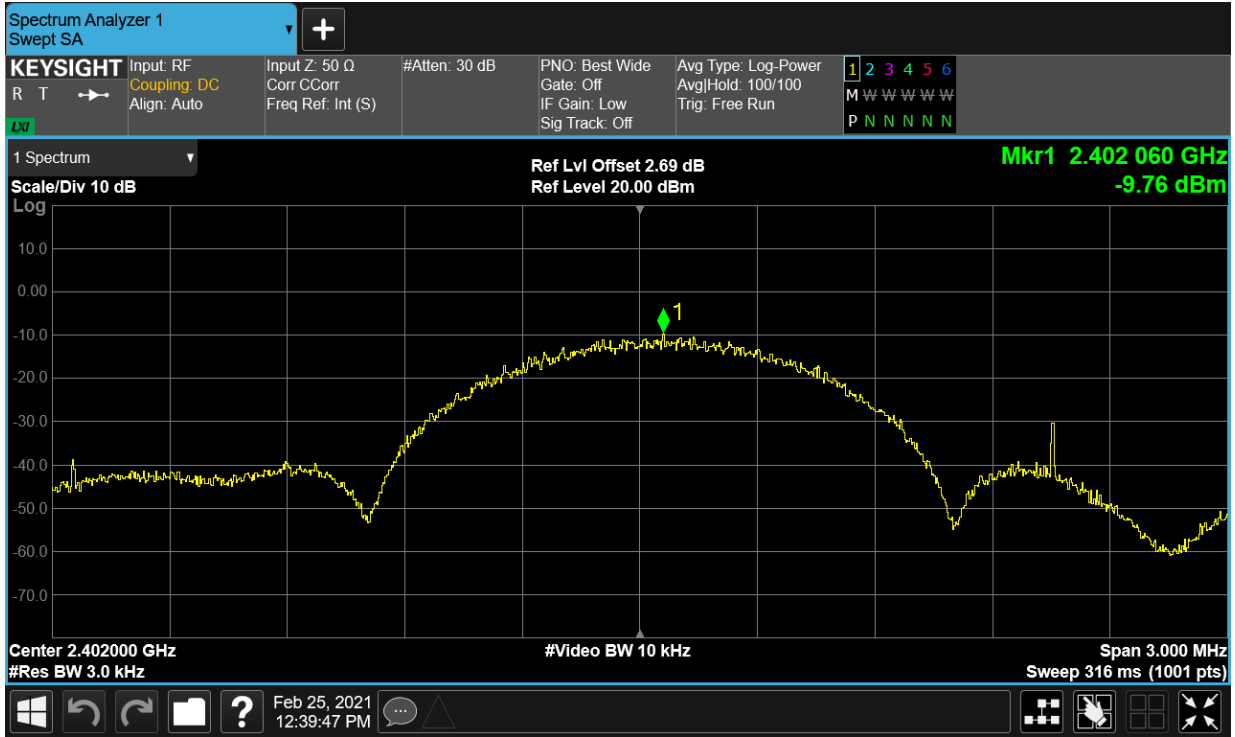 Spectrum Analyzer 1
Swept SA
+
KEYSIGHT
R T
LXI
Input: RF
Coupling: DC
Align: Auto
Input Z: 50 Ω
Corr CCorr
Freq Ref: Int (S)
#Atten: 30 dB
PNO: Best Wide
Gate: Off
IF Gain: Low
Sig Track: Off
Avg Type: Log-Power
Avg|Hold: 100/100
Trig: Free Run
1 2 3 4 5 6
M W W W W W
P N N N N N
1 Spectrum
Scale/Div 10 dB
Log
Ref Lvl Offset 2.69 dB
Ref Level 20.00 dBm
Mkr1 2.402 060 GHz
-9.76 dBm
10.0
0.00
-10.0
-20.0
-30.0
-40.0
-50.0
-60.0
-70.0
1
Center 2.402000 GHz
#Res BW 3.0 kHz
#Video BW 10 kHz
Span 3.000 MHz
Sweep 316 ms (1001 pts)
?
Feb 25, 2021
12:39:47 PM